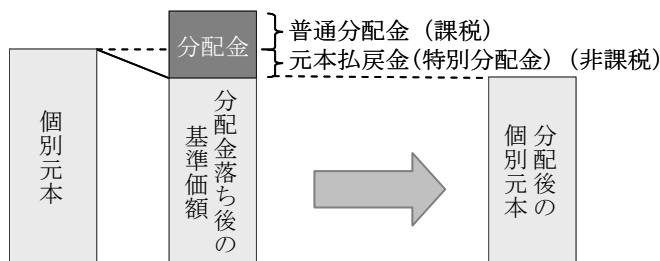 分配金
普通分配金（課税）
元本払戻金(特別分配金)（非課税）
個別元本
分配金落ち後の
基準価額
分配後の
個別元本